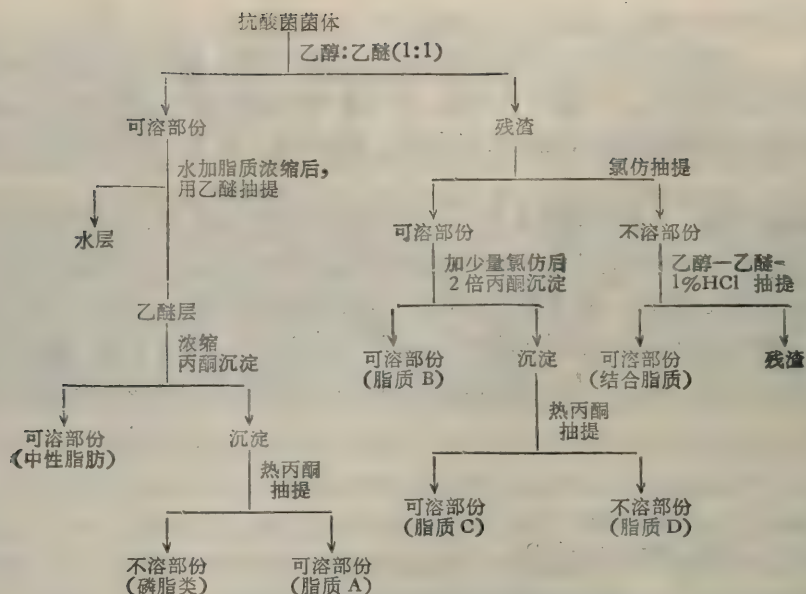 抗酸菌菌体
乙醇:乙醚(1:1)
可溶部份
残渣
水加脂质浓缩后,
用乙醚抽提
氯仿抽提
水层
可溶部份
不溶部份
加少量氯仿后
2倍丙酮沉淀
乙醇—乙醚-
1%HCl 抽提
乙醚层
浓缩
丙酮沉淀
可溶部份
(脂质 B)
沉淀
可溶部份
(结合脂质)
残渣
可溶部份
(中性脂肪)
沉淀
热丙酮
抽提
热丙酮
抽提
可溶部份
(脂质C)
不溶部份
(脂质D)
不溶部份
(磷脂类)
可溶部份
(脂质A)